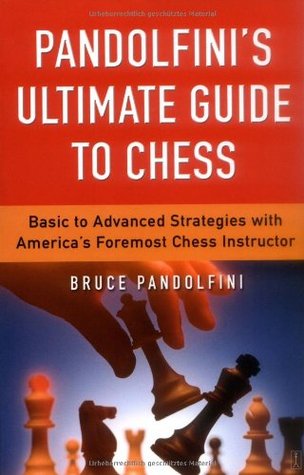 Urheberrechtlich geschütztes Material
PANDOLFINI'S
ULTIMATE GUIDE
TO CHESS
Basic to Advanced Strategies with
America's Foremost Chess Instructor
BRUCE PANDOLFINI
Urheberrechtlich geschütztes Material